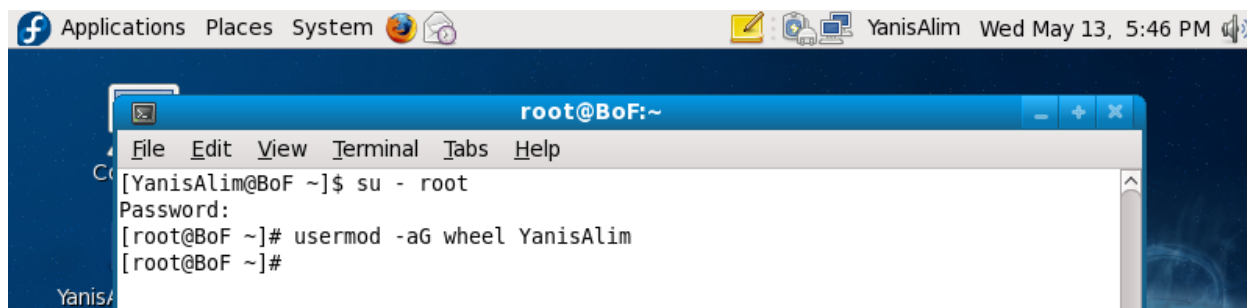 Applications Places System YanisAlim Wed May 13, 5:46 PM
root@BoF:~
File Edit View Terminal Tabs Help
[YanisAlim@BoF ~]$ su - root
Password:
[root@BoF ~]# usermod -aG wheel YanisAlim
[root@BoF ~]#